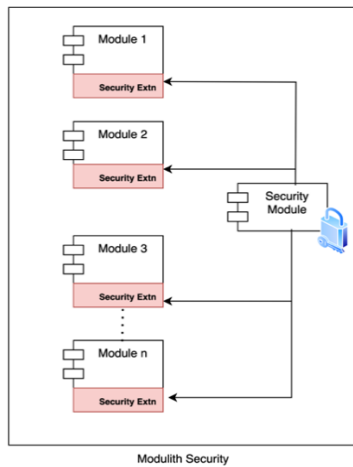 Module 1
Security Extn
Module 2
Security Extn
Security
Module
Module 3
Security Extn
Module n
Security Extn
Modulith Security